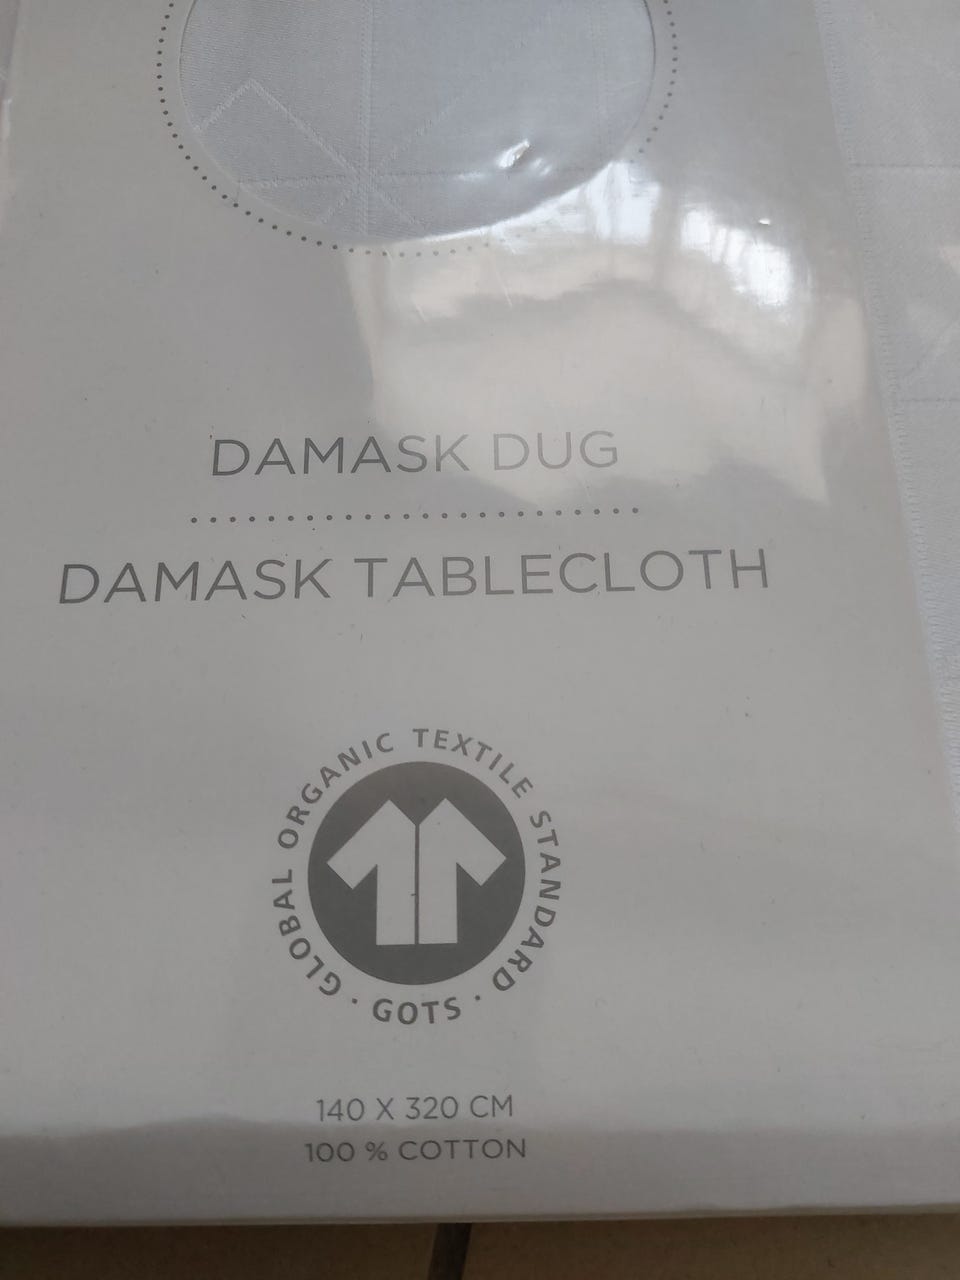 DAMASK DUG
DAMASK TABLECLOTH
GLOBAL ORGANIC TEXTILE STANDARD · GOTS ·
140 X 320 CM
100 % COTTON